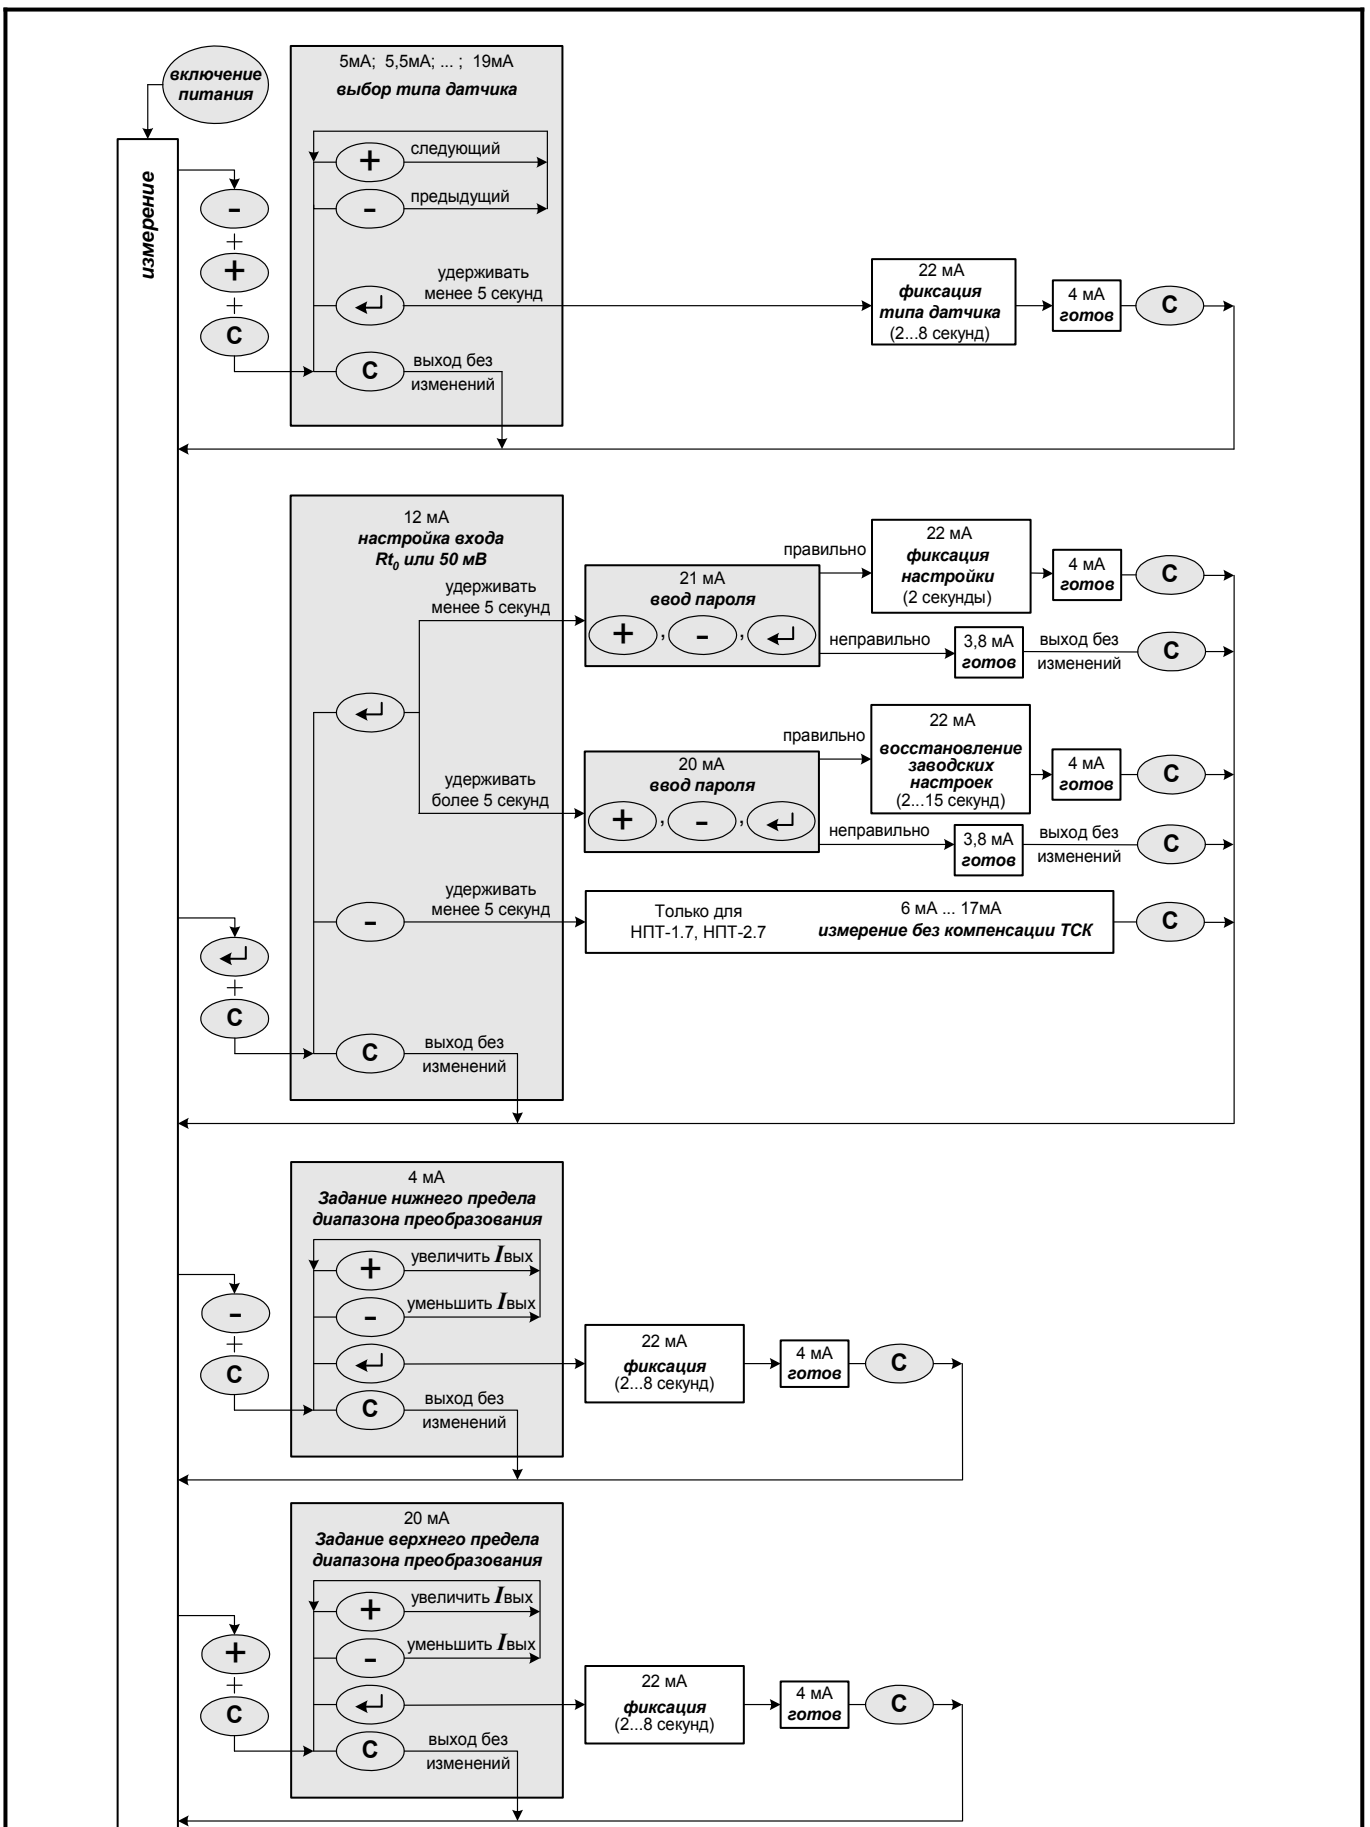 включение
питания
измерение
-
+
+
+
C
5мА; 5,5мА; ... ; 19мА
выбор типа датчика
+ следующий
- предыдущий
удерживать
менее 5 секунд
↵
C
выход без
изменений
22 мА
фиксация
типа датчика
(2...8 секунд)
4 мА
готов
C
12 мА
настройка входа
Rt0 или 50 мВ
↵
+
C
↵
удерживать
менее 5 секунд
21 мА
ввод пароля
+ , - , ↵
правильно
22 мА
фиксация
настройки
(2 секунды)
4 мА
готов
C
неправильно
3,8 мА
готов
выход без
изменений
C
удерживать
более 5 секунд
20 мА
ввод пароля
+ , - , ↵
правильно
22 мА
восстановление
заводских
настроек
(2...15 секунд)
4 мА
готов
C
неправильно
3,8 мА
готов
выход без
изменений
C
-
удерживать
менее 5 секунд
Только для
НПТ-1.7, НПТ-2.7
6 мА ... 17мА
измерение без компенсации ТСК
C
C
выход без
изменений
-
+
C
4 мА
Задание нижнего предела
диапазона преобразования
+ увеличить Iвых
- уменьшить Iвых
↵
C
выход без
изменений
22 мА
фиксация
(2...8 секунд)
4 мА
готов
C
+
+
C
20 мА
Задание верхнего предела
диапазона преобразования
+ увеличить Iвых
- уменьшить Iвых
↵
C
выход без
изменений
22 мА
фиксация
(2...8 секунд)
4 мА
готов
C